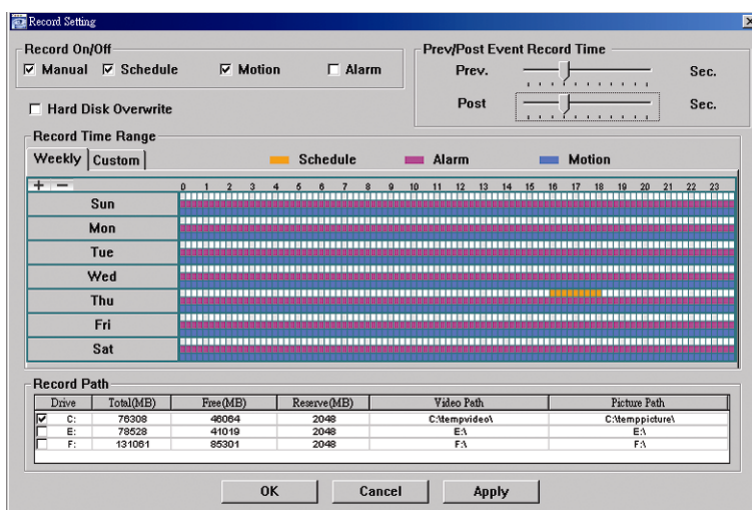 Record Setting
Record On/Off
Manual Schedule Motion Alarm
Hard Disk Overwrite
Prev/Post Event Record Time
Prev. Sec.
Post Sec.
Record Time Range
Weekly Custom
Schedule Alarm Motion
+ − 0 1 2 3 4 5 6 7 8 9 10 11 12 13 14 15 16 17 18 19 20 21 22 23
Sun
Mon
Tue
Wed
Thu
Fri
Sat
Record Path
Drive Total(MB) Free(MB) Reserve(MB) Video Path Picture Path
C: 76308 46064 2048 C:\tempvideo\ C:\temppicture\
E: 78528 41019 2048 E:\ E:\
F: 131061 85301 2048 F:\ F:\
OK Cancel Apply